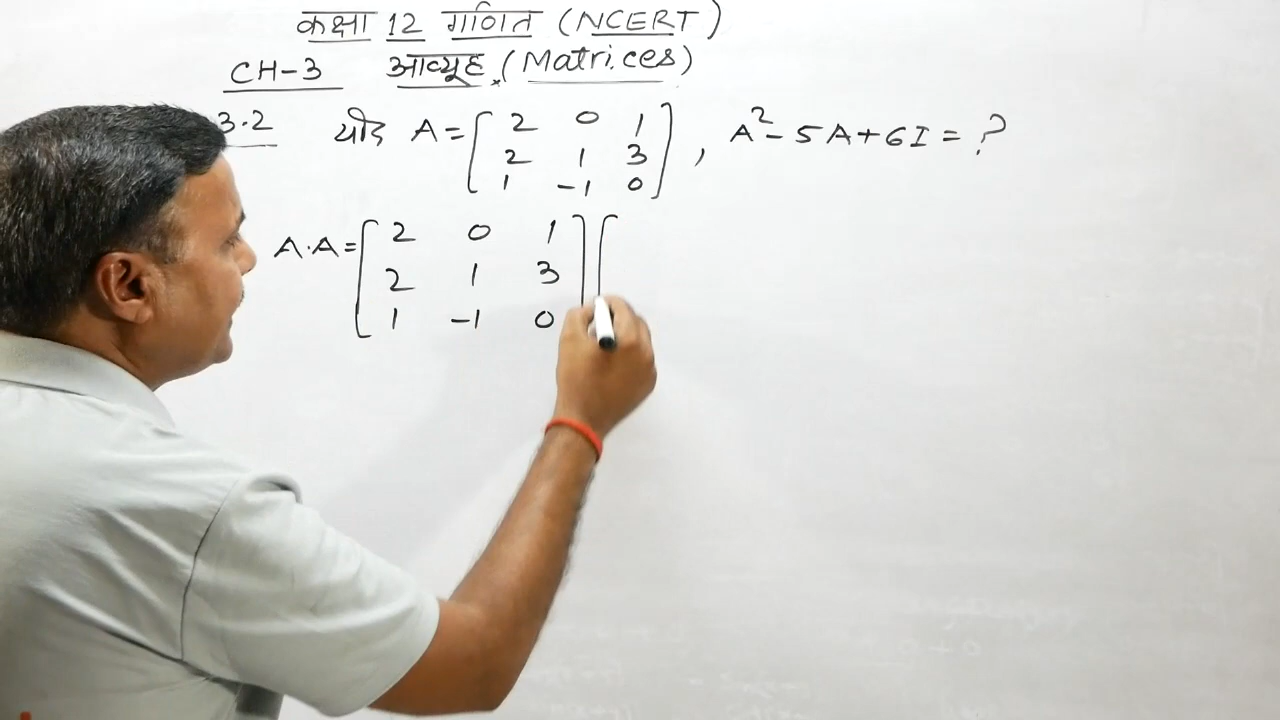 कक्षा 12 गणित (NCERT)
CH-3 आव्यूह (Matrices)
3.2 यदि A = [ 2 0 1
2 1 3
1 -1 0 ] , A² - 5A + 6I = ?
A·A = [ 2 0 1
2 1 3
1 -1 0 ] [